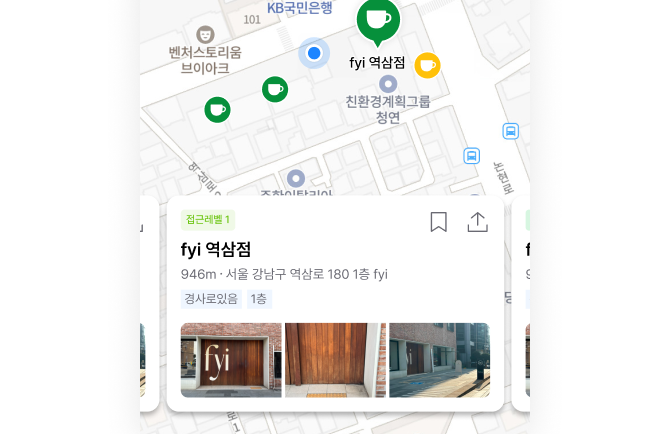 KB국민은행
101
벤처스토리움
브이아크
fyi 역삼점
친환경계획그룹
청연
논현로
접근레벨 1
fyi 역삼점
946m · 서울 강남구 역삼로 180 1층 fyi
경사로있음
1층
fyi